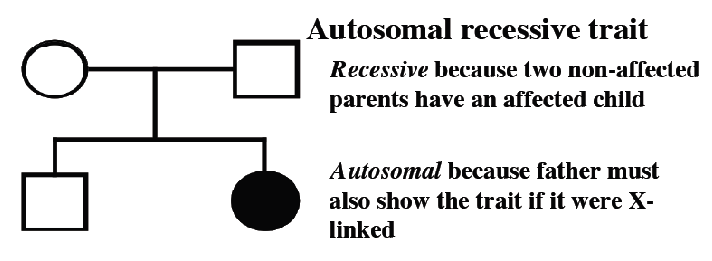 Autosomal recessive trait
Recessive because two non-affected
parents have an affected child
Autosomal because father must
also show the trait if it were X-
linked